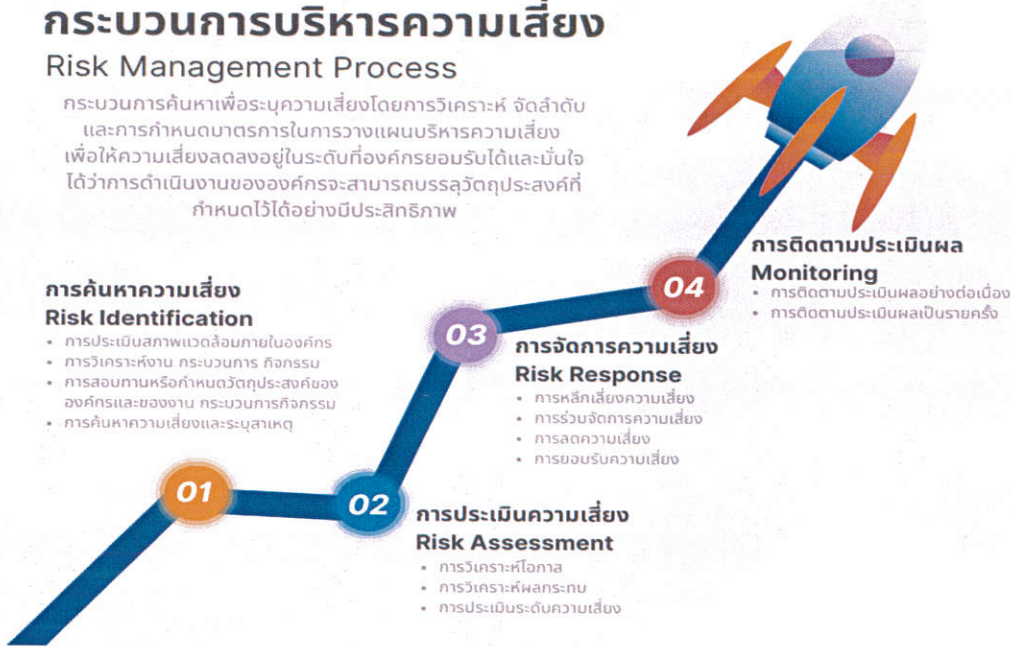 กระบวนการบริหารความเสี่ยง
Risk Management Process
กระบวนการค้นหาเพื่อระบุความเสี่ยงโดยการวิเคราะห์ จัดลำดับ
และการกำหนดมาตรการในการวางแผนบริหารความเสี่ยง
เพื่อให้ความเสี่ยงลดลงอยู่ในระดับที่องค์กรยอมรับได้และมั่นใจ
ได้ว่าการดำเนินงานขององค์กรจะสามารถบรรลุวัตถุประสงค์ที่
กำหนดไว้ได้อย่างมีประสิทธิภาพ
01
การค้นหาความเสี่ยง
Risk Identification
• การประเมินสภาพแวดล้อมภายในองค์กร
• การวิเคราะห์งาน กระบวนการ กิจกรรม
• การสอบทานหรือกำหนดวัตถุประสงค์ของ
องค์กรและของงาน กระบวนการกิจกรรม
• การค้นหาความเสี่ยงและระบุสาเหตุ
02
การประเมินความเสี่ยง
Risk Assessment
• การวิเคราะห์โอกาส
• การวิเคราะห์ผลกระทบ
• การประเมินระดับความเสี่ยง
03
การจัดการความเสี่ยง
Risk Response
• การหลีกเลี่ยงความเสี่ยง
• การร่วมจัดการความเสี่ยง
• การลดความเสี่ยง
• การยอมรับความเสี่ยง
04
การติดตามประเมินผล
Monitoring
• การติดตามประเมินผลอย่างต่อเนื่อง
• การติดตามประเมินผลเป็นรายครั้ง